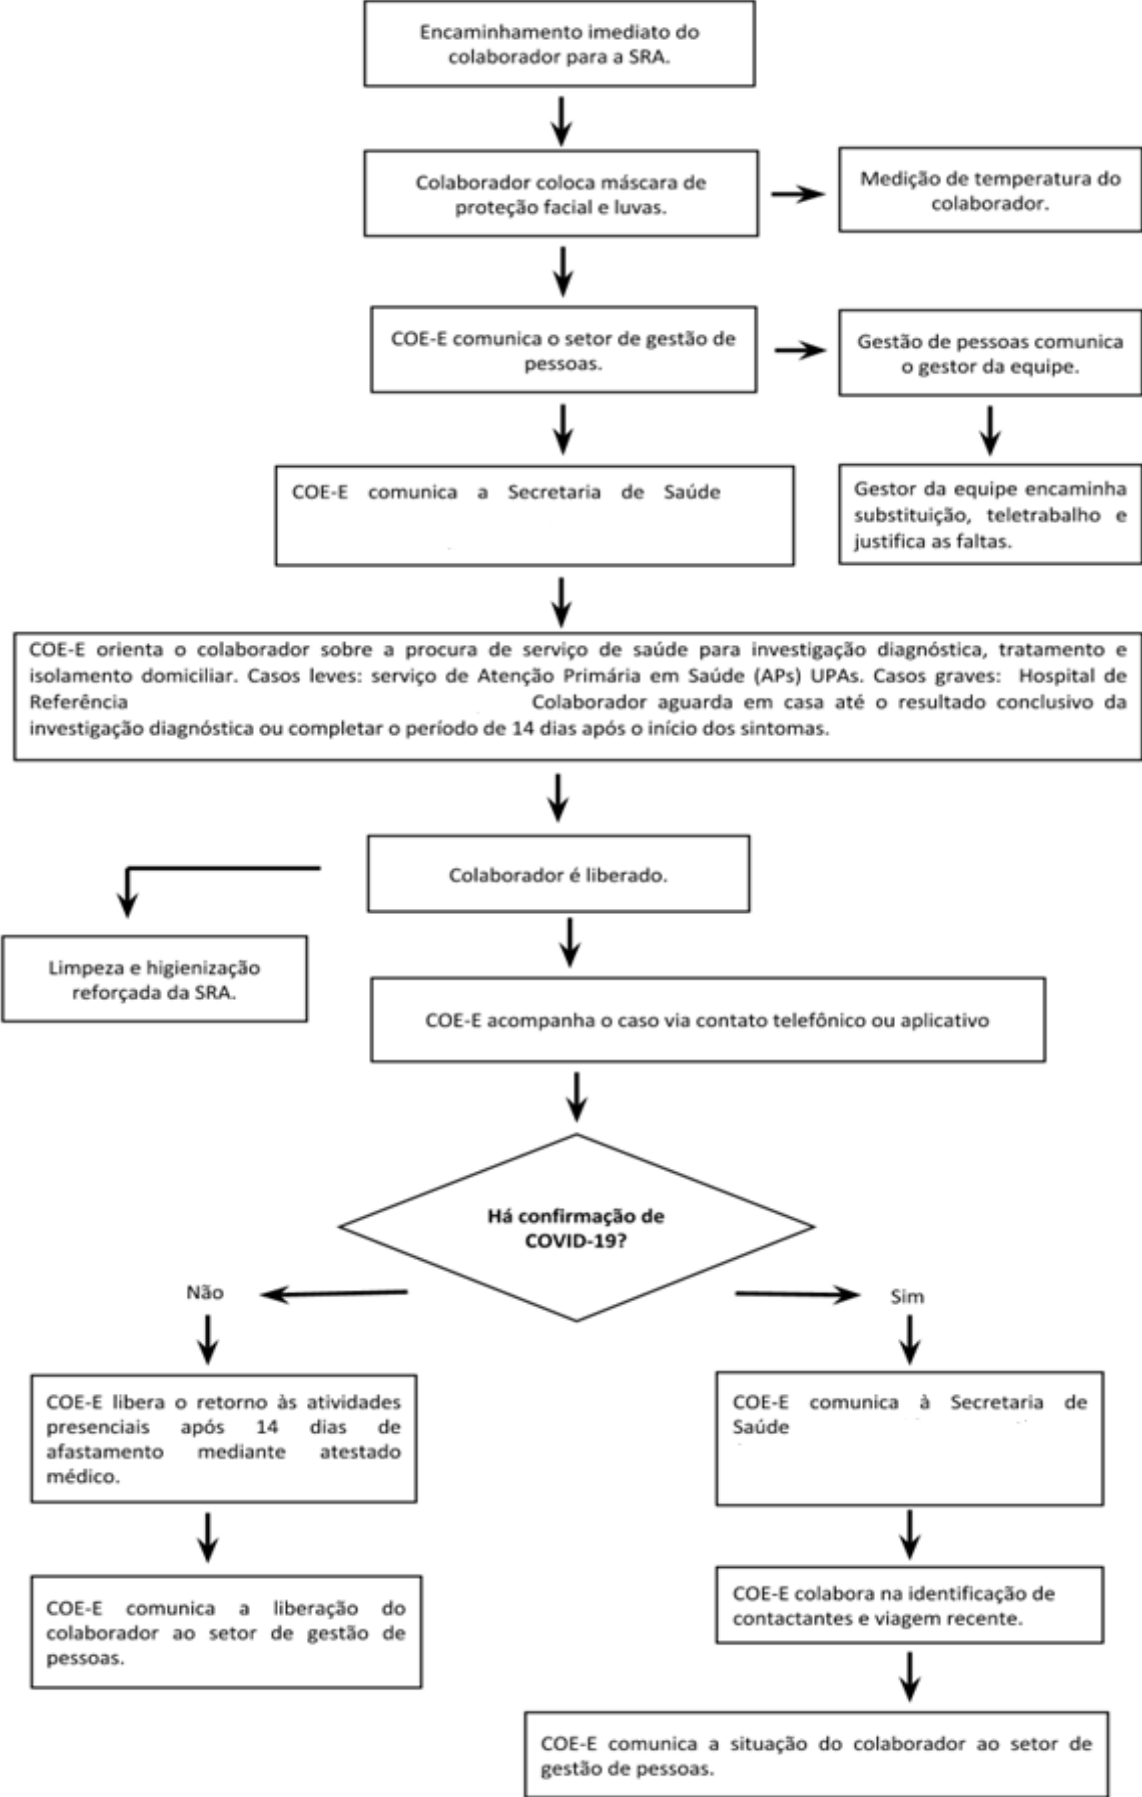 Encaminhamento imediato do
colaborador para a SRA.
Colaborador coloca máscara de
proteção facial e luvas.
Medição de temperatura do
colaborador.
COE-E comunica o setor de gestão de
pessoas.
Gestão de pessoas comunica
o gestor da equipe.
COE-E comunica a Secretaria de Saúde
Gestor da equipe encaminha
substituição, teletrabalho e
justifica as faltas.
COE-E orienta o colaborador sobre a procura de serviço de saúde para investigação diagnóstica, tratamento e
isolamento domiciliar. Casos leves: serviço de Atenção Primária em Saúde (APs) UPAs. Casos graves: Hospital de
Referência Colaborador aguarda em casa até o resultado conclusivo da
investigação diagnóstica ou completar o período de 14 dias após o início dos sintomas.
Colaborador é liberado.
Limpeza e higienização
reforçada da SRA.
COE-E acompanha o caso via contato telefônico ou aplicativo
Há confirmação de
COVID-19?
Não
Sim
COE-E libera o retorno às atividades
presenciais após 14 dias de
afastamento mediante atestado
médico.
COE-E comunica à Secretaria de
Saúde
COE-E comunica a liberação do
colaborador ao setor de gestão de
pessoas.
COE-E colabora na identificação de
contactantes e viagem recente.
COE-E comunica a situação do colaborador ao setor de
gestão de pessoas.